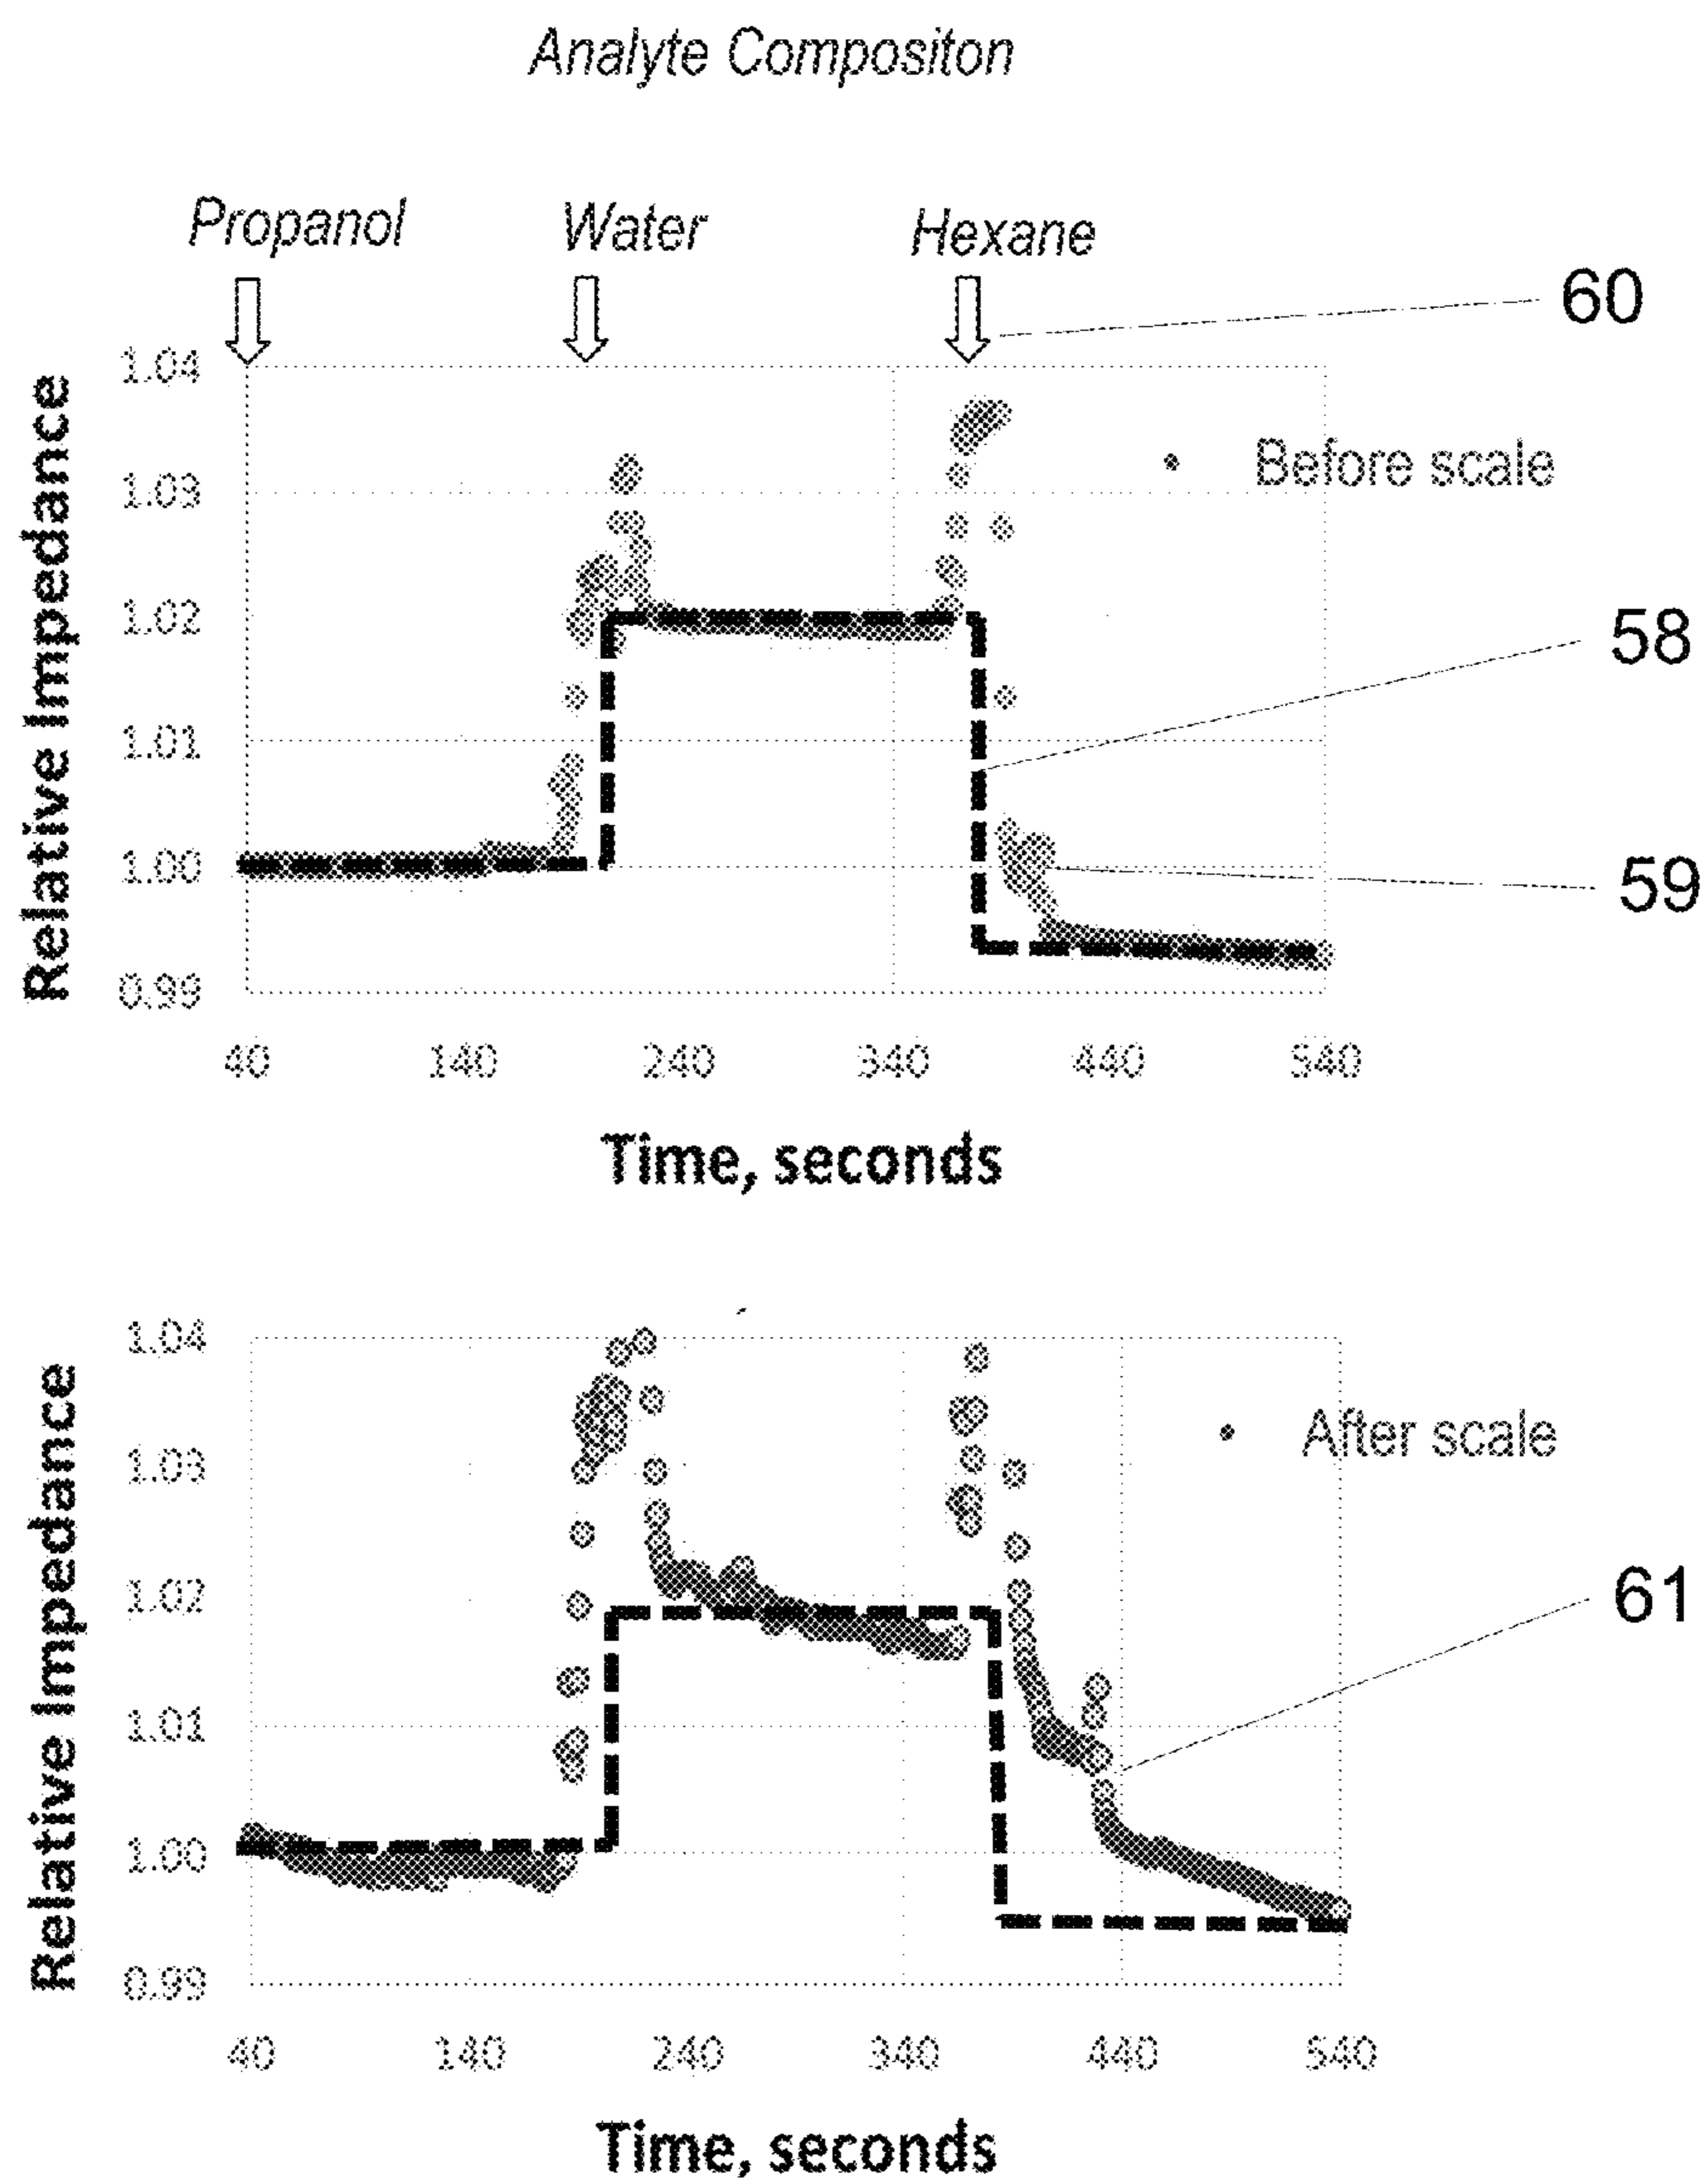 Analyte Compositon
Propanol Water Hexane
60
1.04
Before scale
1.03
1.02
58
1.01
1.00
59
0.99
Relative Impedance
40 140 240 340 440 540
Time, seconds
1.04
After scale
1.03
1.02
61
1.01
1.00
0.99
Relative Impedance
40 140 240 340 440 540
Time, seconds